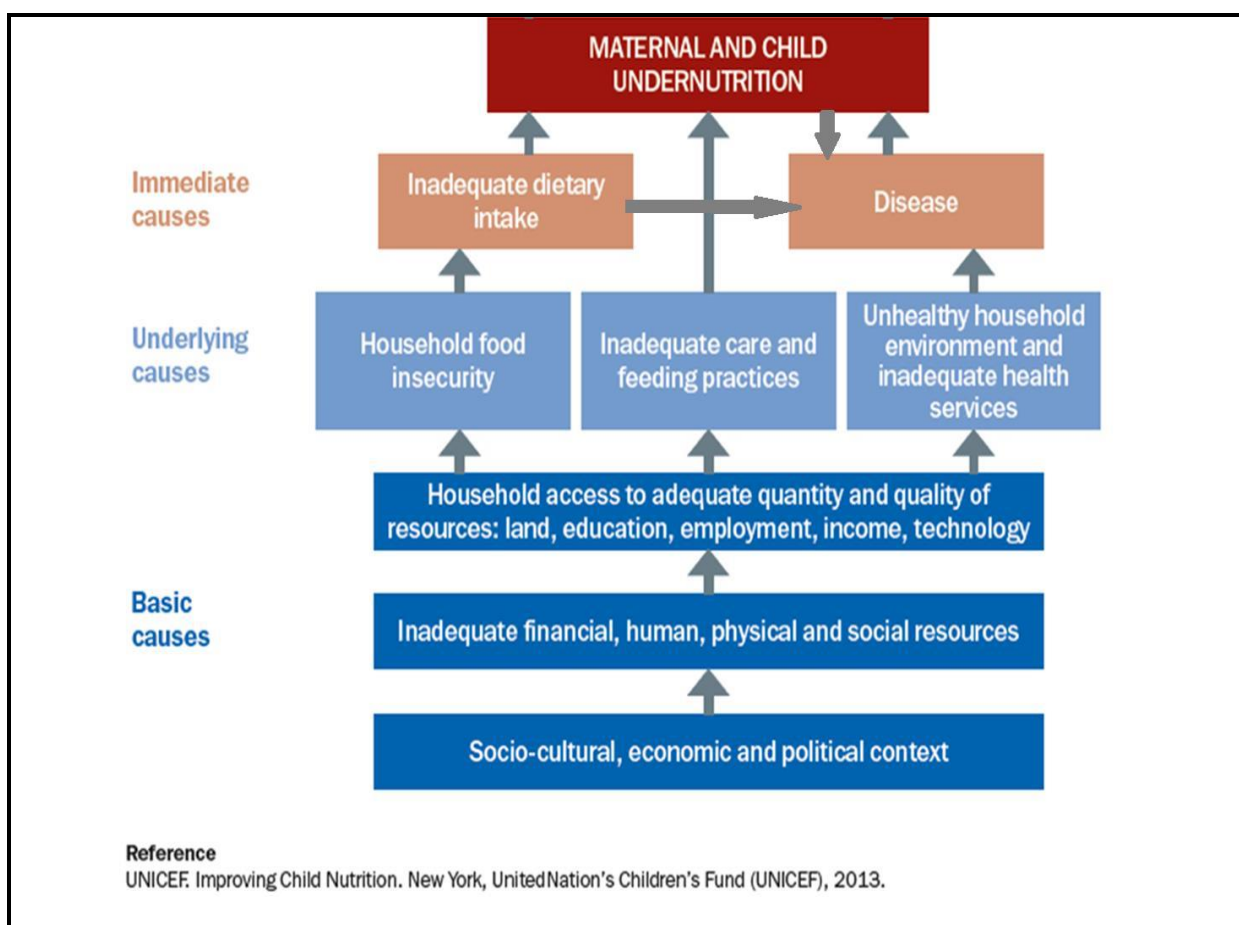 MATERNAL AND CHILD
UNDERNUTRITION
Immediate
causes
Inadequate dietary
intake
Disease
Underlying
causes
Household food
insecurity
Inadequate care and
feeding practices
Unhealthy household
environment and
inadequate health
services
Household access to adequate quantity and quality of
resources: land, education, employment, income, technology
Basic
causes
Inadequate financial, human, physical and social resources
Socio-cultural, economic and political context
Reference
UNICEF. Improving Child Nutrition. New York, UnitedNation's Children's Fund (UNICEF), 2013.